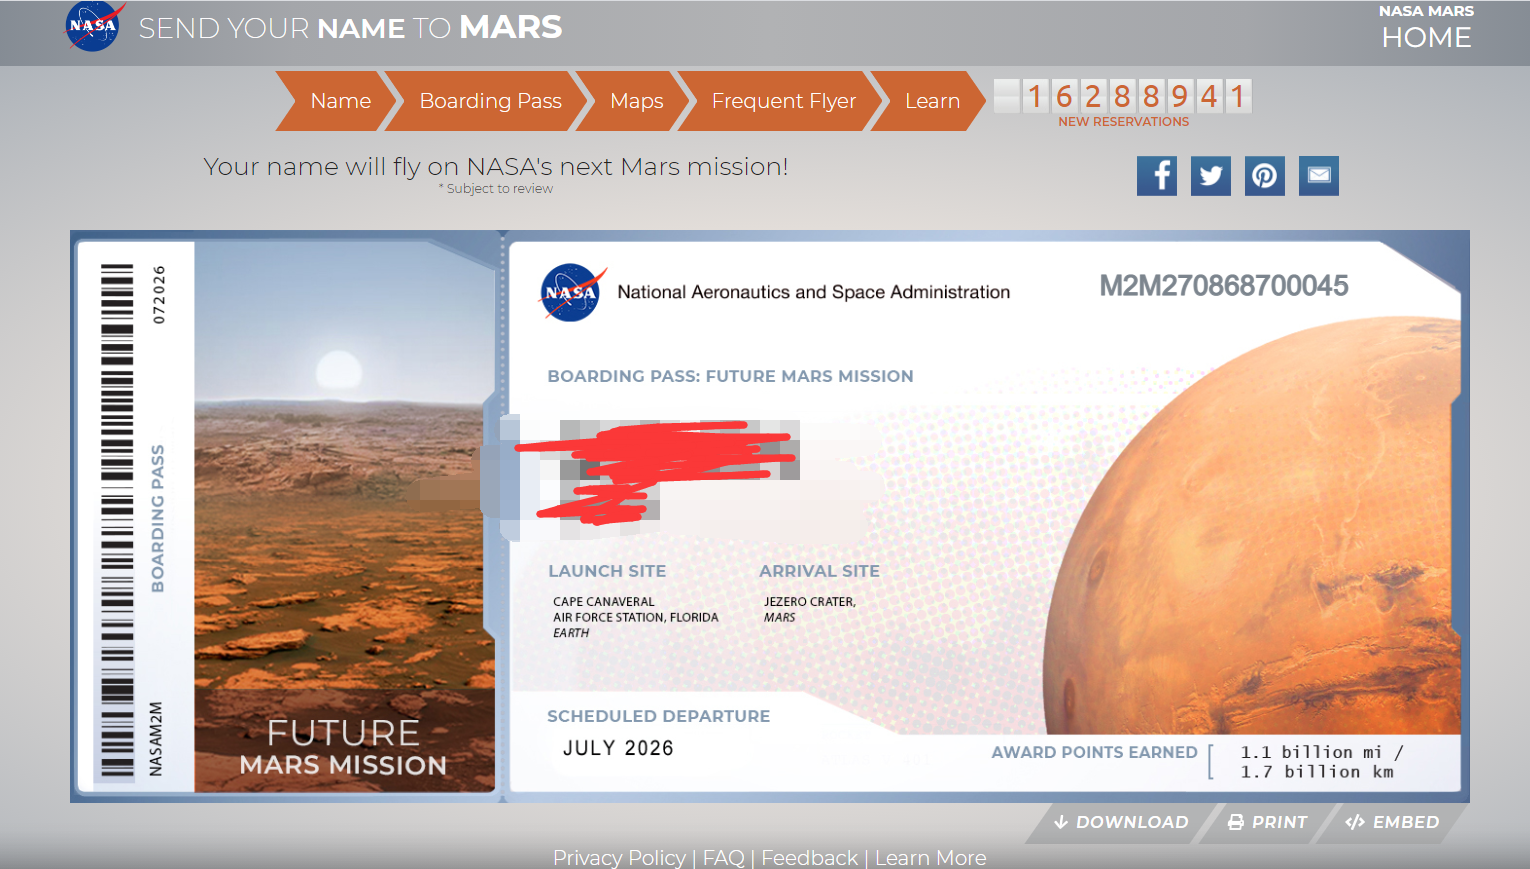 NASA
SEND YOUR NAME TO MARS
NASA MARS
HOME
Name
Boarding Pass
Maps
Frequent Flyer
Learn
16288941
NEW RESERVATIONS
Your name will fly on NASA's next Mars mission!
* Subject to review
072026
BOARDING PASS
NASAM2M
FUTURE
MARS MISSION
NASA
National Aeronautics and Space Administration
M2M270868700045
BOARDING PASS: FUTURE MARS MISSION
LAUNCH SITE
CAPE CANAVERAL
AIR FORCE STATION, FLORIDA
EARTH
ARRIVAL SITE
JEZERO CRATER,
MARS
SCHEDULED DEPARTURE
JULY 2026
AWARD POINTS EARNED
1.1 billion mi /
1.7 billion km
DOWNLOAD
PRINT
EMBED
Privacy Policy | FAQ | Feedback | Learn More